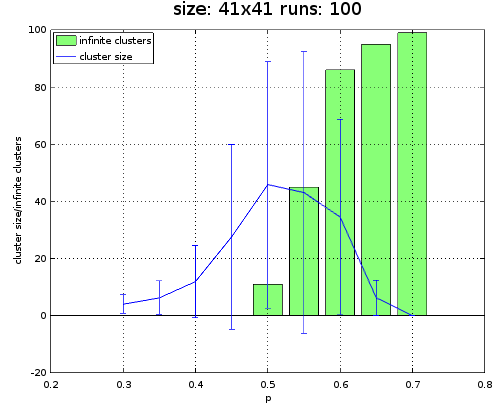 size: 41x41 runs: 100
infinite clusters
cluster size
cluster size/infinite clusters
100
80
60
40
20
0
-20
0.2 0.3 0.4 0.5 0.6 0.7 0.8
p